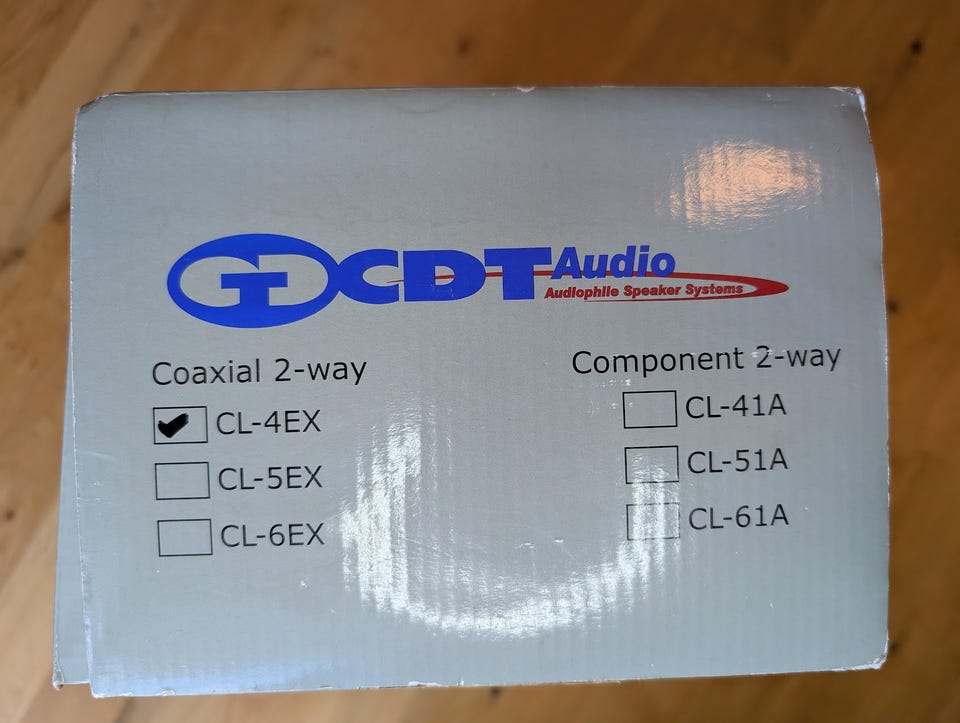 CDT Audio
Audiophile Speaker Systems
Coaxial 2-way
CL-4EX
CL-5EX
CL-6EX
Component 2-way
CL-41A
CL-51A
CL-61A